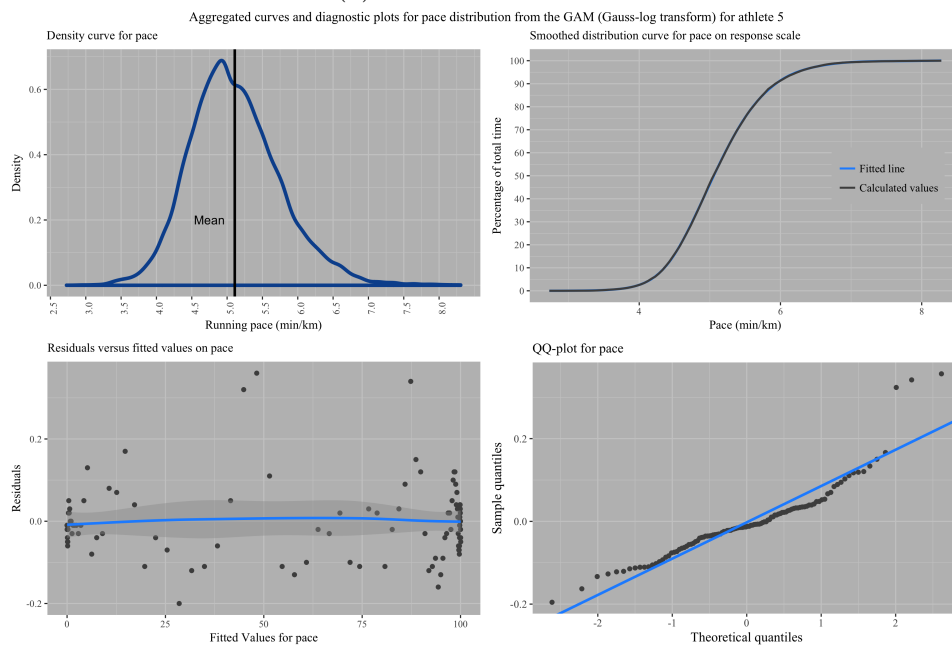 Aggregated curves and diagnostic plots for pace distribution from the GAM (Gauss-log transform) for athlete 5
Density curve for pace
Density
0.6
0.4
0.2
0.0
Mean
2.5 3.0 3.5 4.0 4.5 5.0 5.5 6.0 6.5 7.0 7.5 8.0
Running pace (min/km)
Smoothed distribution curve for pace on response scale
Percentage of total time
100
90
80
70
60
50
40
30
20
10
0
Fitted line
Calculated values
4 6 8
Pace (min/km)
Residuals versus fitted values on pace
Residuals
0.2
0.0
-0.2
0 25 50 75 100
Fitted Values for pace
QQ-plot for pace
Sample quantiles
0.2
0.0
-0.2
-2 -1 0 1 2
Theoretical quantiles